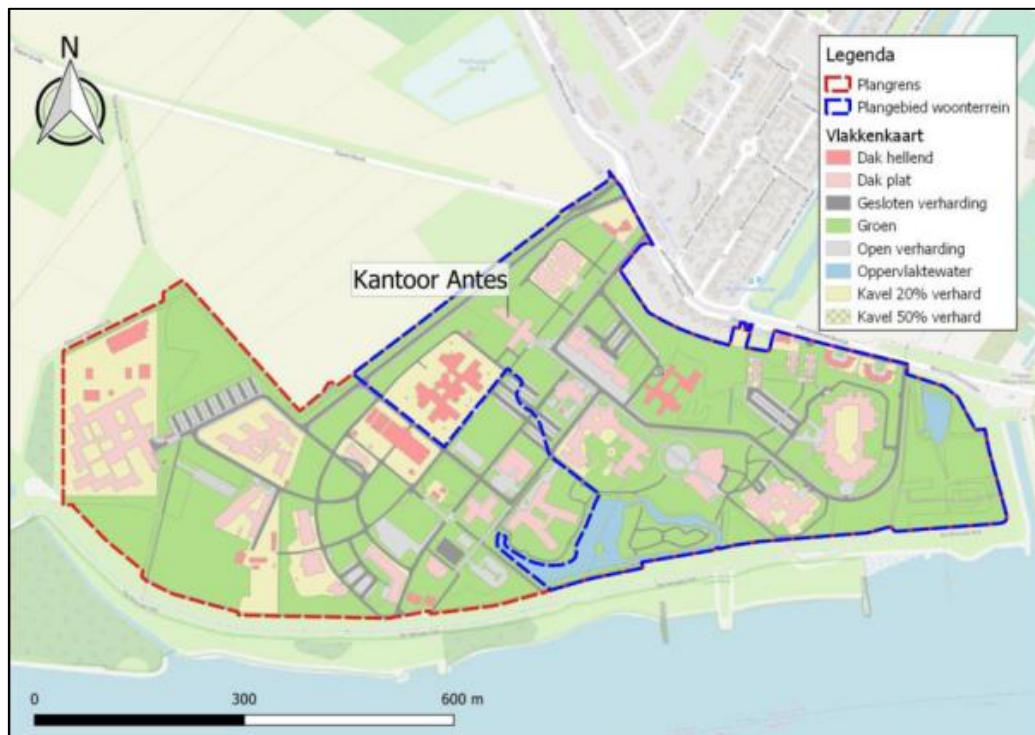 N
Legenda
Plangrens
Plangebied woonterrein
Vlakkenkaart
Dak hellend
Dak plat
Gesloten verharding
Groen
Open verharding
Oppervlaktewater
Kavel 20% verhard
Kavel 50% verhard
Kantoor Antes
0 300 600 m